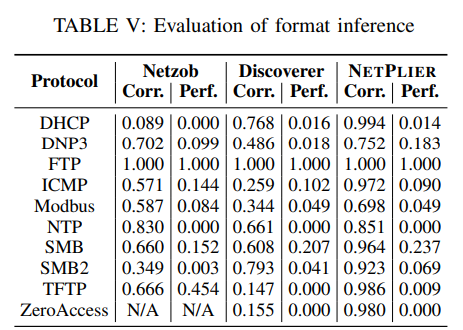 TABLE V: Evaluation of format inference
Protocol Netzob Discoverer NETPLIER
Corr. Perf. Corr. Perf. Corr. Perf.
DHCP 0.089 0.000 0.768 0.016 0.994 0.014
DNP3 0.702 0.099 0.486 0.018 0.752 0.183
FTP 1.000 1.000 1.000 1.000 1.000 1.000
ICMP 0.571 0.144 0.259 0.102 0.972 0.090
Modbus 0.587 0.084 0.344 0.049 0.698 0.049
NTP 0.830 0.000 0.661 0.000 0.851 0.000
SMB 0.660 0.152 0.608 0.207 0.964 0.237
SMB2 0.349 0.003 0.793 0.041 0.923 0.069
TFTP 0.666 0.454 0.147 0.000 0.986 0.009
ZeroAccess N/A N/A 0.155 0.000 0.980 0.000